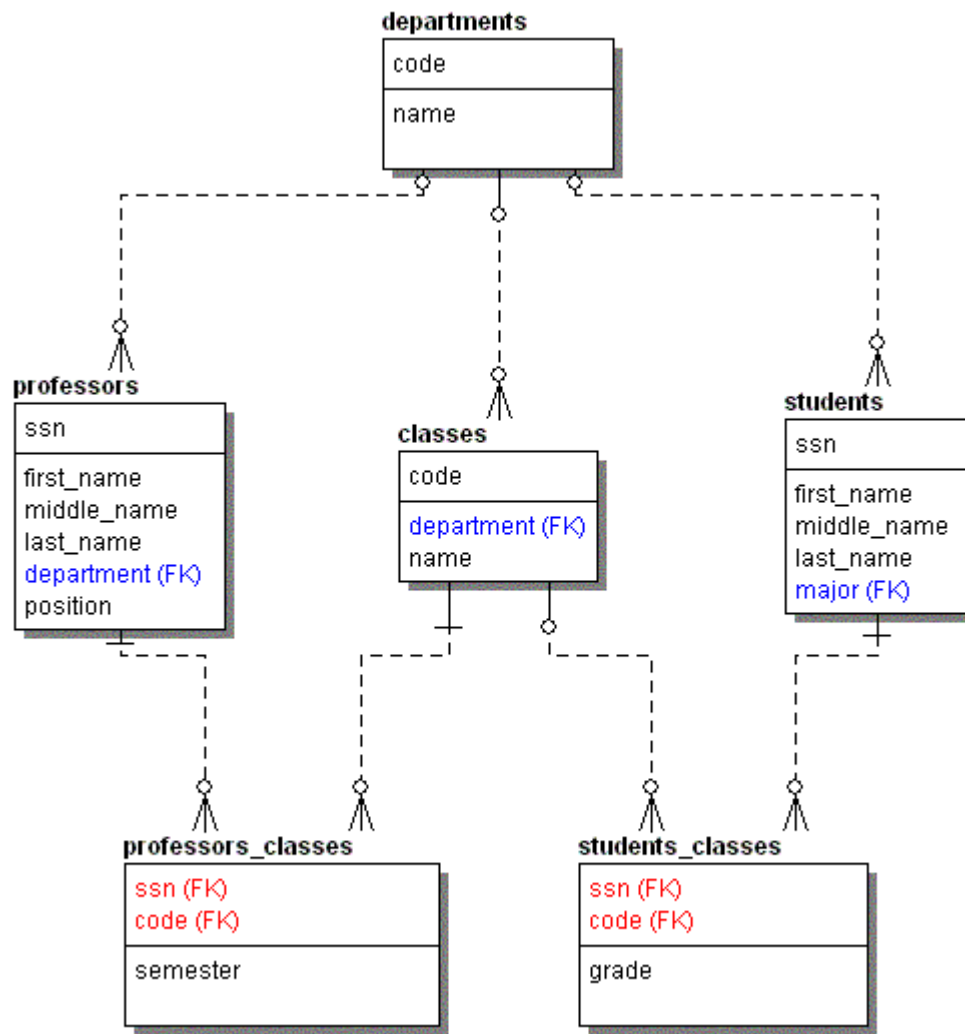 departments
code
name
professors
ssn
first_name
middle_name
last_name
department (FK)
position
classes
code
department (FK)
name
students
ssn
first_name
middle_name
last_name
major (FK)
professors_classes
ssn (FK)
code (FK)
semester
students_classes
ssn (FK)
code (FK)
grade